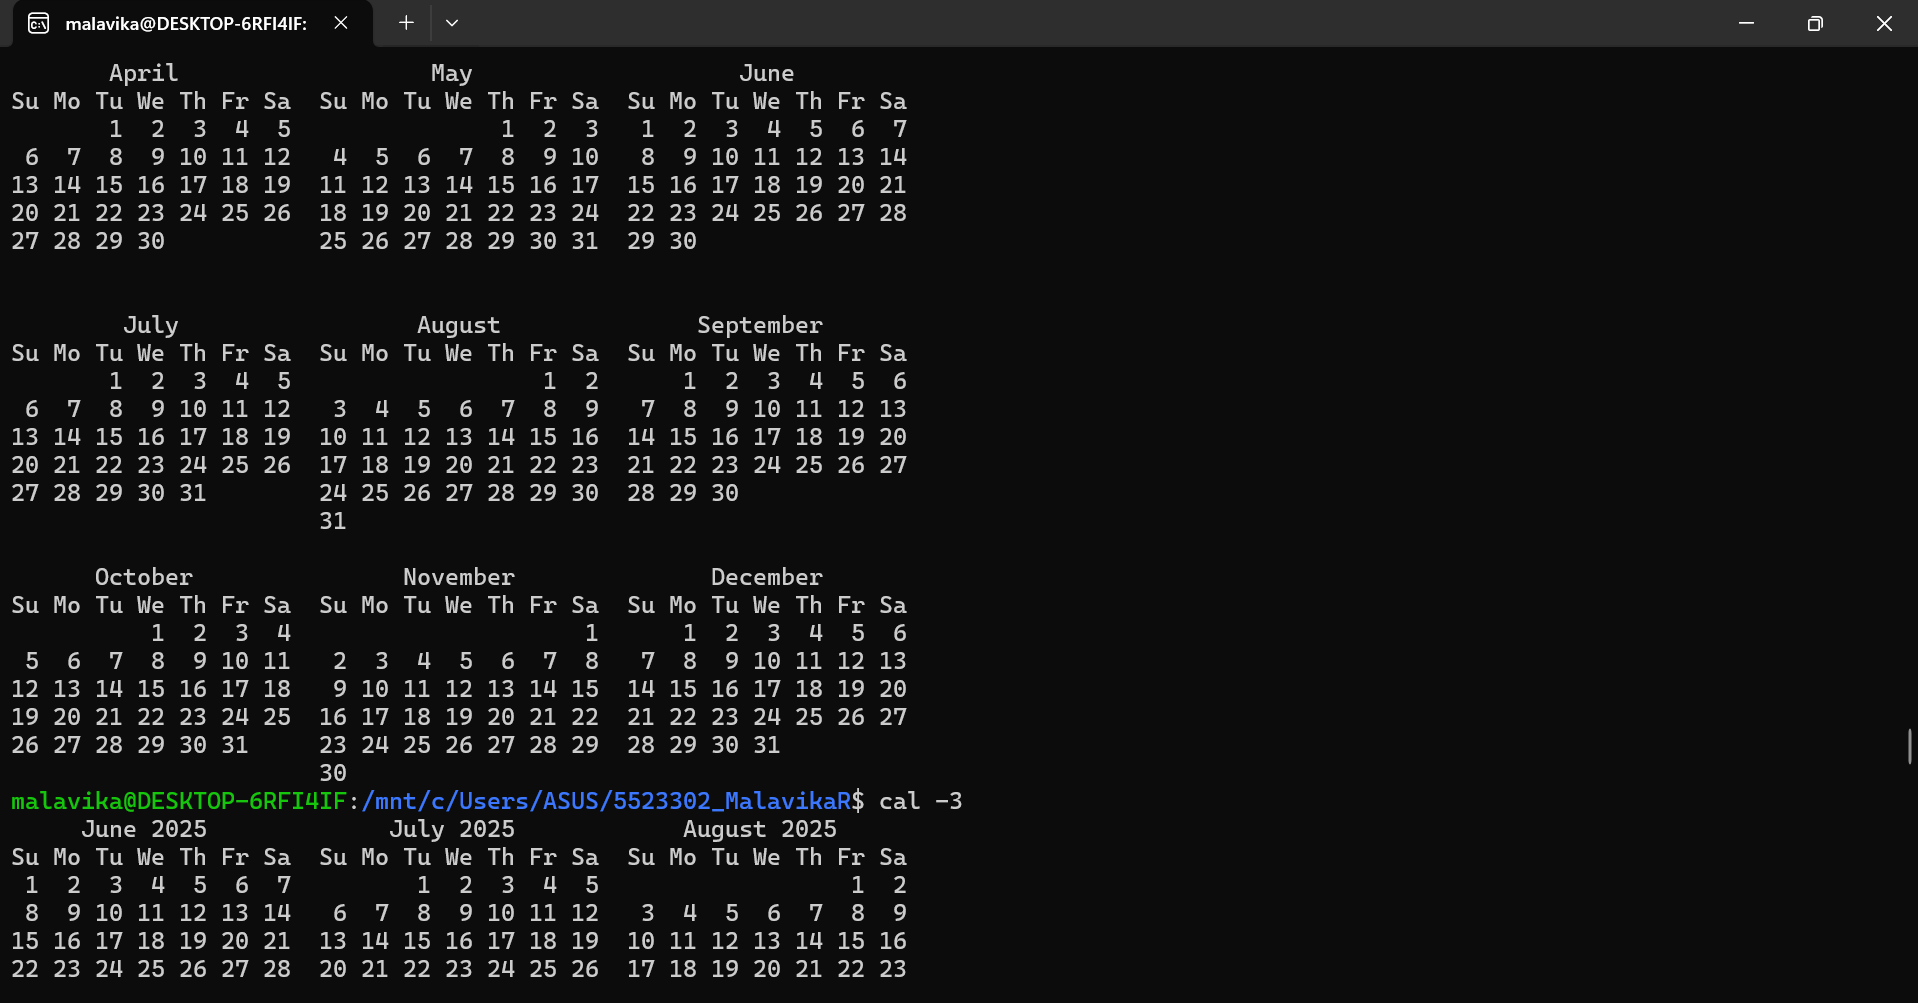 malavika@DESKTOP-6RFI4IF:
       April                  May                   June
Su Mo Tu We Th Fr Sa  Su Mo Tu We Th Fr Sa  Su Mo Tu We Th Fr Sa
       1  2  3  4  5               1  2  3   1  2  3  4  5  6  7
 6  7  8  9 10 11 12   4  5  6  7  8  9 10   8  9 10 11 12 13 14
13 14 15 16 17 18 19  11 12 13 14 15 16 17  15 16 17 18 19 20 21
20 21 22 23 24 25 26  18 19 20 21 22 23 24  22 23 24 25 26 27 28
27 28 29 30           25 26 27 28 29 30 31  29 30
        July                 August              September
Su Mo Tu We Th Fr Sa  Su Mo Tu We Th Fr Sa  Su Mo Tu We Th Fr Sa
       1  2  3  4  5                  1  2      1  2  3  4  5  6
 6  7  8  9 10 11 12   3  4  5  6  7  8  9   7  8  9 10 11 12 13
13 14 15 16 17 18 19  10 11 12 13 14 15 16  14 15 16 17 18 19 20
20 21 22 23 24 25 26  17 18 19 20 21 22 23  21 22 23 24 25 26 27
27 28 29 30 31        24 25 26 27 28 29 30  28 29 30
                      31
      October               November              December
Su Mo Tu We Th Fr Sa  Su Mo Tu We Th Fr Sa  Su Mo Tu We Th Fr Sa
          1  2  3  4                     1      1  2  3  4  5  6
 5  6  7  8  9 10 11   2  3  4  5  6  7  8   7  8  9 10 11 12 13
12 13 14 15 16 17 18   9 10 11 12 13 14 15  14 15 16 17 18 19 20
19 20 21 22 23 24 25  16 17 18 19 20 21 22  21 22 23 24 25 26 27
26 27 28 29 30 31     23 24 25 26 27 28 29  28 29 30 31
                      30
malavika@DESKTOP-6RFI4IF:/mnt/c/Users/ASUS/5523302_MalavikaR$ cal -3
     June 2025             July 2025            August 2025
Su Mo Tu We Th Fr Sa  Su Mo Tu We Th Fr Sa  Su Mo Tu We Th Fr Sa
 1  2  3  4  5  6  7         1  2  3  4  5                  1  2
 8  9 10 11 12 13 14   6  7  8  9 10 11 12   3  4  5  6  7  8  9
15 16 17 18 19 20 21  13 14 15 16 17 18 19  10 11 12 13 14 15 16
22 23 24 25 26 27 28  20 21 22 23 24 25 26  17 18 19 20 21 22 23